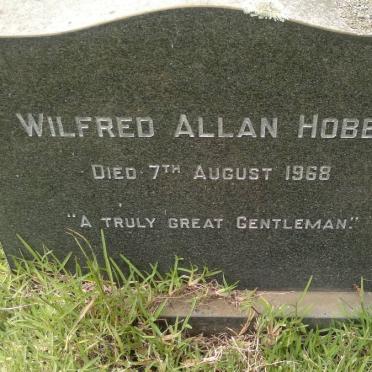 WILFRED ALLAN HOBB
DIED 7TH AUGUST 1968
"A TRULY GREAT GENTLEMAN."